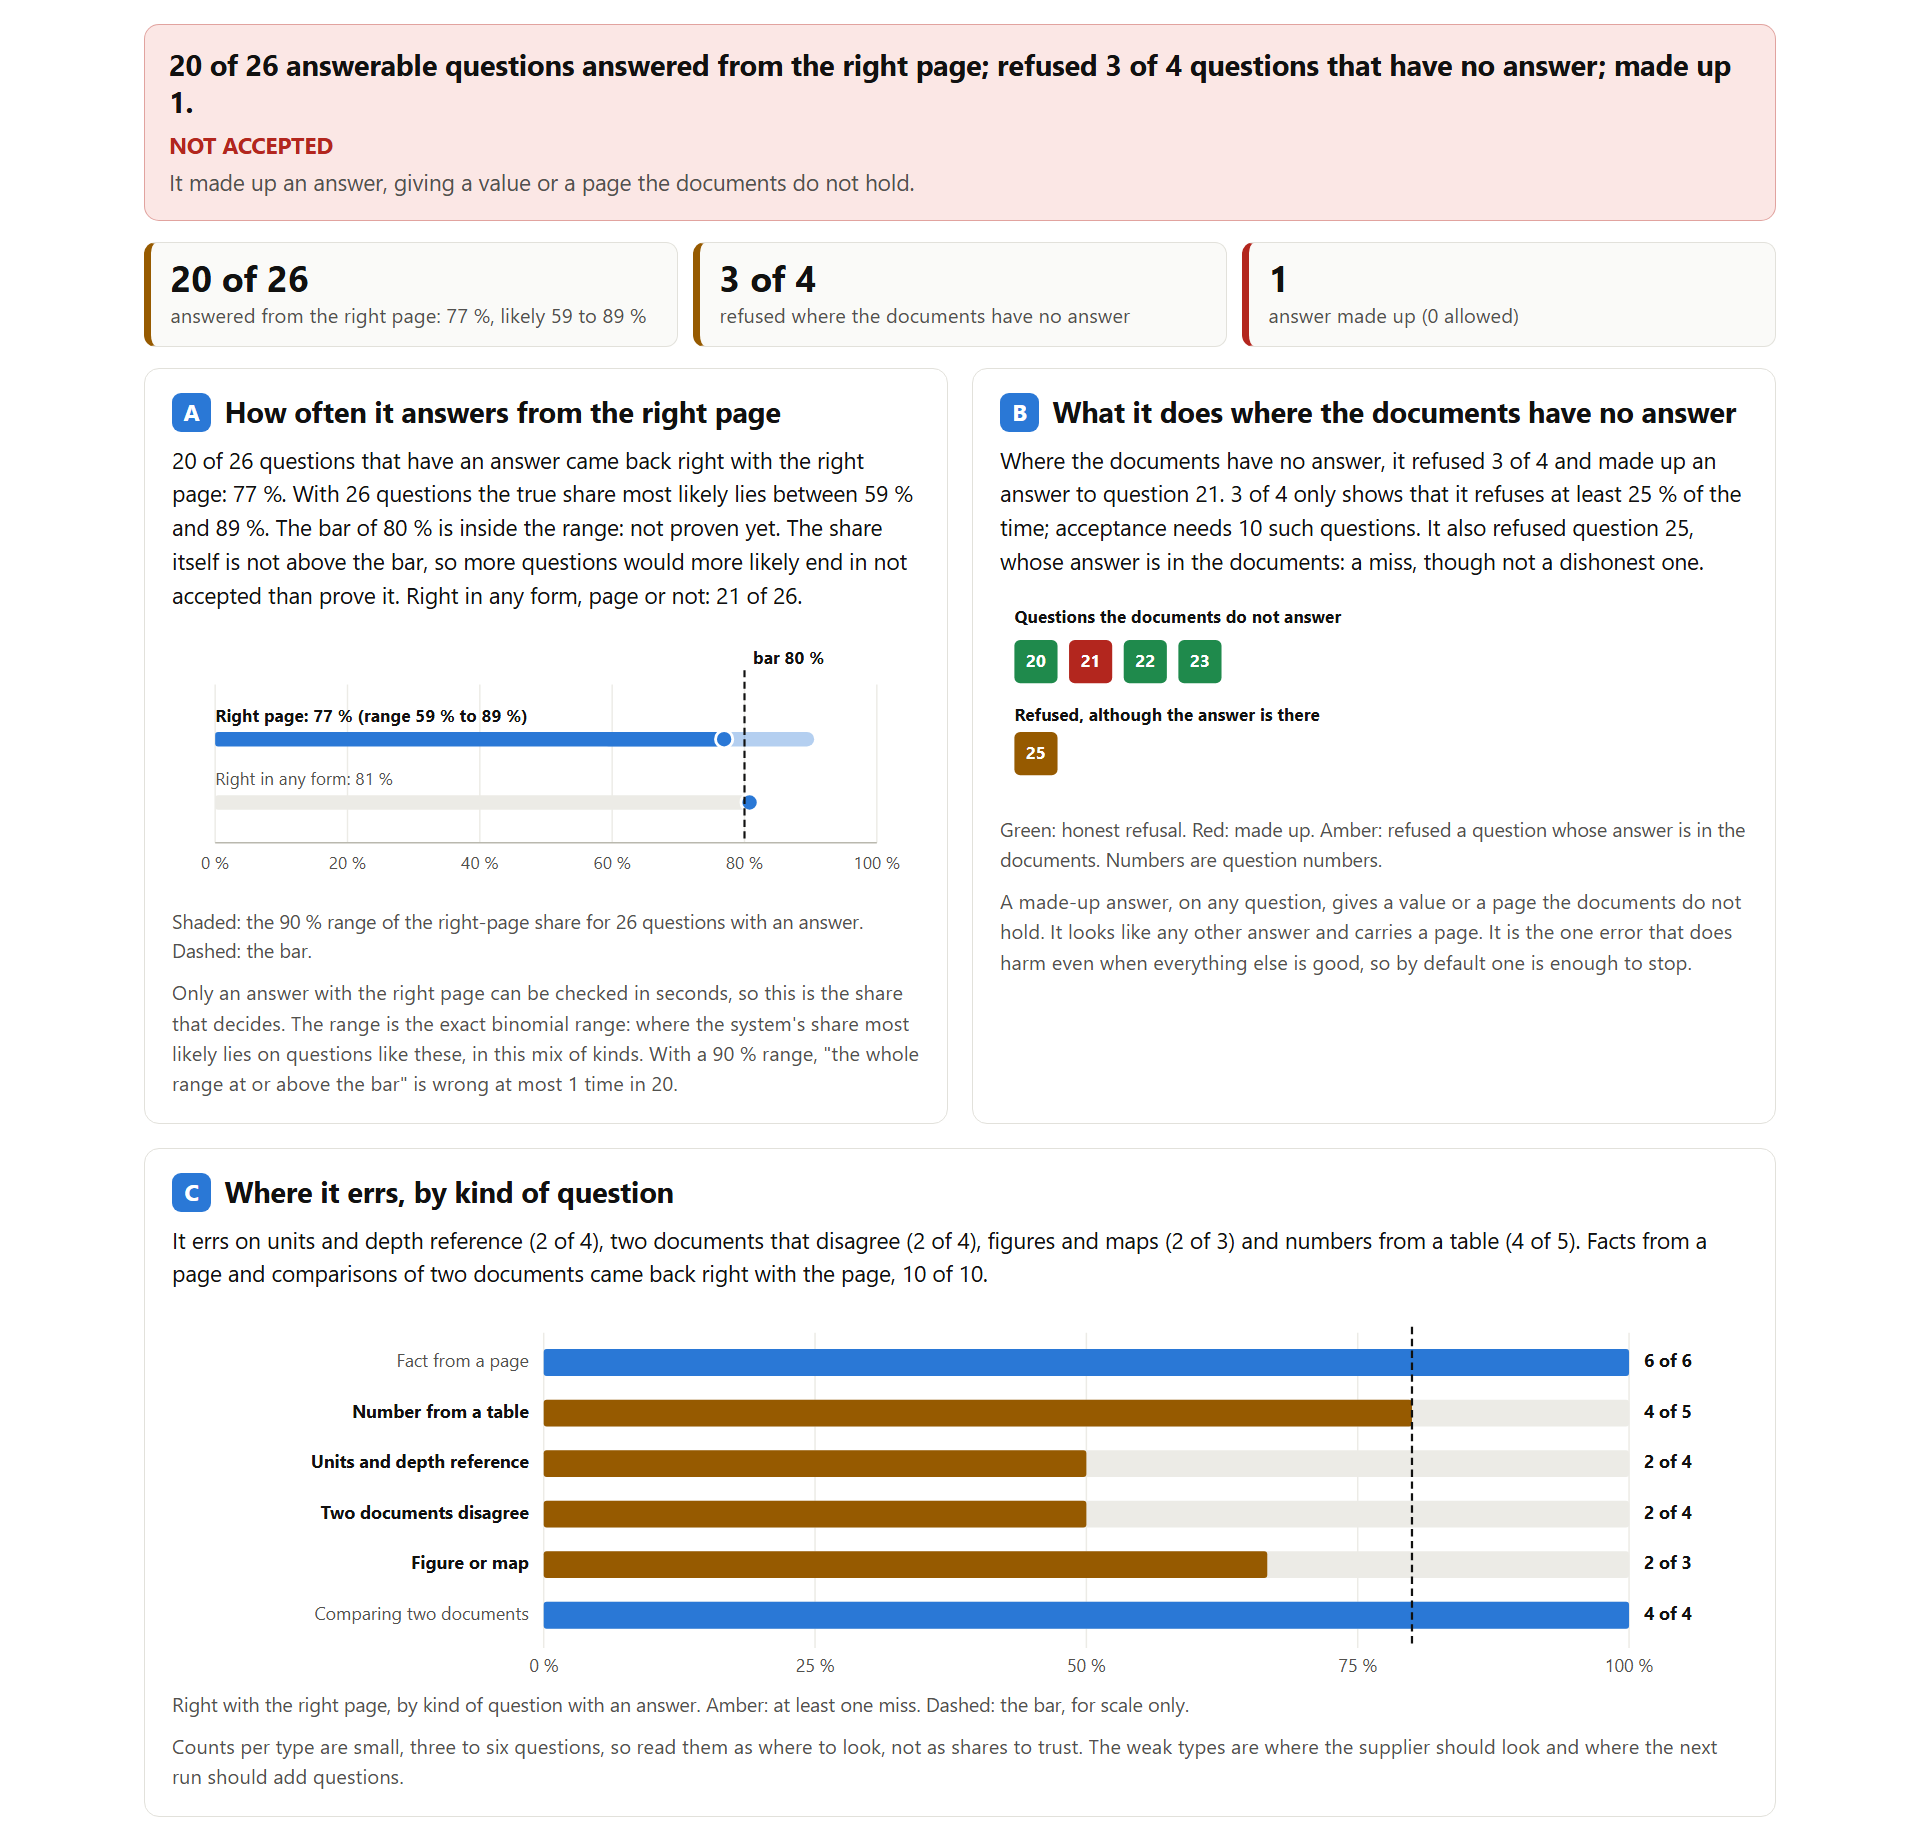 20 of 26 answerable questions answered from the right page; refused 3 of 4 questions that have no answer; made up
1.
NOT ACCEPTED
It made up an answer, giving a value or a page the documents do not hold.
20 of 26
answered from the right page: 77 %, likely 59 to 89 %
3 of 4
refused where the documents have no answer
1
answer made up (0 allowed)
A How often it answers from the right page
20 of 26 questions that have an answer came back right with the right
page: 77 %. With 26 questions the true share most likely lies between 59 %
and 89 %. The bar of 80 % is inside the range: not proven yet. The share
itself is not above the bar, so more questions would more likely end in not
accepted than prove it. Right in any form, page or not: 21 of 26.
bar 80 %
Right page: 77 % (range 59 % to 89 %)
Right in any form: 81 %
0 % 20 % 40 % 60 % 80 % 100 %
Shaded: the 90 % range of the right-page share for 26 questions with an answer.
Dashed: the bar.
Only an answer with the right page can be checked in seconds, so this is the share
that decides. The range is the exact binomial range: where the system's share most
likely lies on questions like these, in this mix of kinds. With a 90 % range, "the whole
range at or above the bar" is wrong at most 1 time in 20.
B What it does where the documents have no answer
Where the documents have no answer, it refused 3 of 4 and made up an
answer to question 21. 3 of 4 only shows that it refuses at least 25 % of the
time; acceptance needs 10 such questions. It also refused question 25,
whose answer is in the documents: a miss, though not a dishonest one.
Questions the documents do not answer
20 21 22 23
Refused, although the answer is there
25
Green: honest refusal. Red: made up. Amber: refused a question whose answer is in the
documents. Numbers are question numbers.
A made-up answer, on any question, gives a value or a page the documents do not
hold. It looks like any other answer and carries a page. It is the one error that does
harm even when everything else is good, so by default one is enough to stop.
C Where it errs, by kind of question
It errs on units and depth reference (2 of 4), two documents that disagree (2 of 4), figures and maps (2 of 3) and numbers from a table (4 of 5). Facts from a
page and comparisons of two documents came back right with the page, 10 of 10.
Fact from a page 6 of 6
Number from a table 4 of 5
Units and depth reference 2 of 4
Two documents disagree 2 of 4
Figure or map 2 of 3
Comparing two documents 4 of 4
0 % 25 % 50 % 75 % 100 %
Right with the right page, by kind of question with an answer. Amber: at least one miss. Dashed: the bar, for scale only.
Counts per type are small, three to six questions, so read them as where to look, not as shares to trust. The weak types are where the supplier should look and where the next
run should add questions.